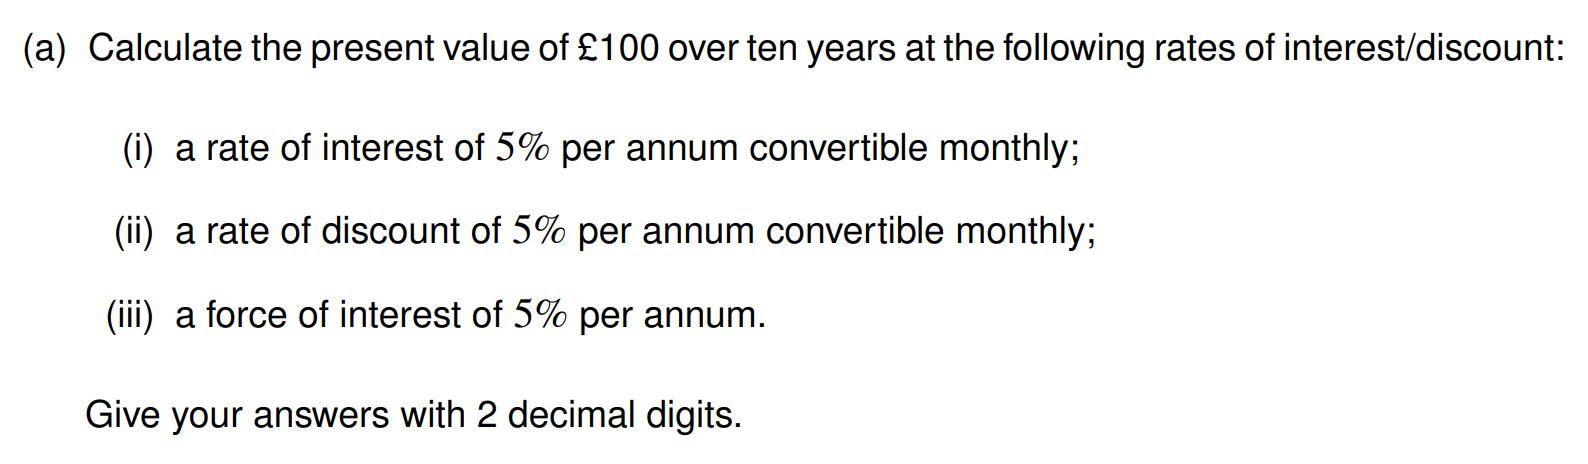 (a) Calculate the present value of £100 over ten years at the following rates of interest/discount:
(i) a rate of interest of 5% per annum convertible monthly;
(ii) a rate of discount of 5% per annum convertible monthly;
(iii) a force of interest of 5% per annum.
Give your answers with 2 decimal digits.